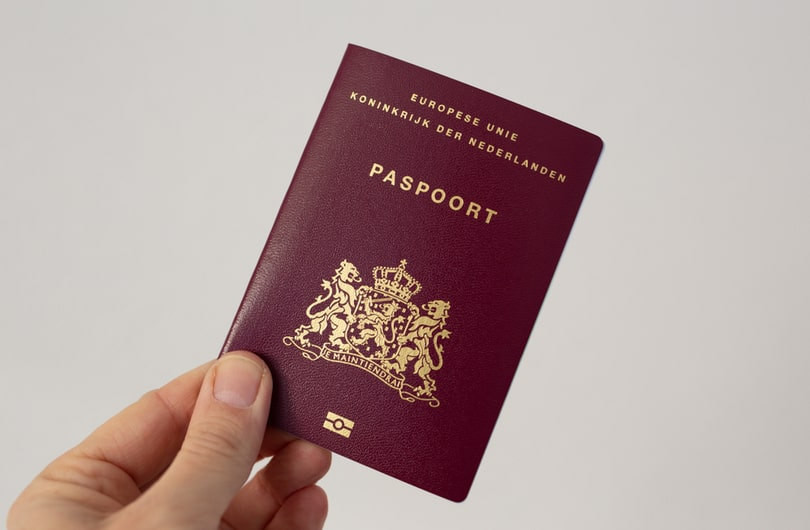 EUROPESE UNIE
KONINKRIJK DER NEDERLANDEN
PASPOORT
JE MAINTIENDRAI